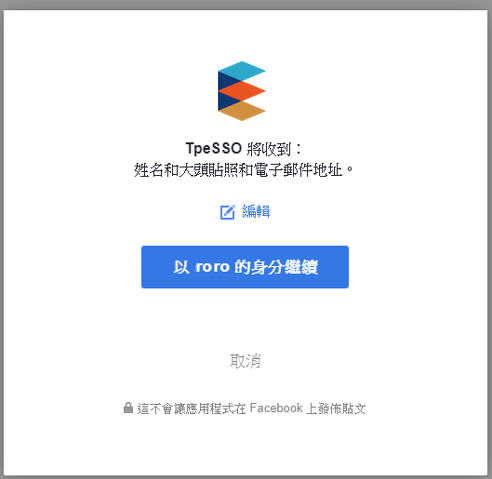 TpeSSO 將收到：
姓名和大頭貼照和電子郵件地址。
編輯
以 roro 的身分繼續
取消
這不會讓應用程式在 Facebook 上發佈貼文